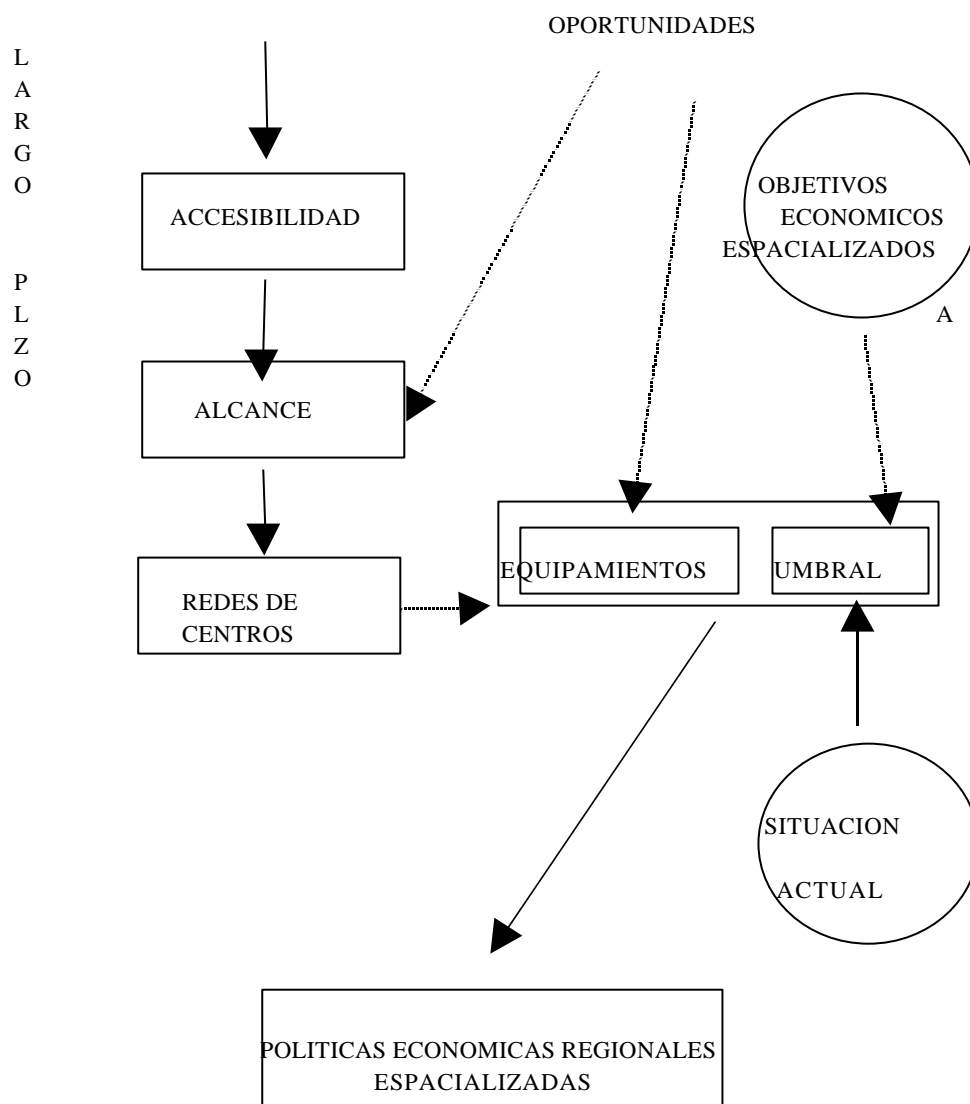 OPORTUNIDADES
L
A
R
G
O
P
L
Z
O
ACCESIBILIDAD
OBJETIVOS
ECONOMICOS
ESPACIALIZADOS
A
ALCANCE
EQUIPAMIENTOS
UMBRAL
REDES DE
CENTROS
SITUACION
ACTUAL
POLITICAS ECONOMICAS REGIONALES
ESPACIALIZADAS